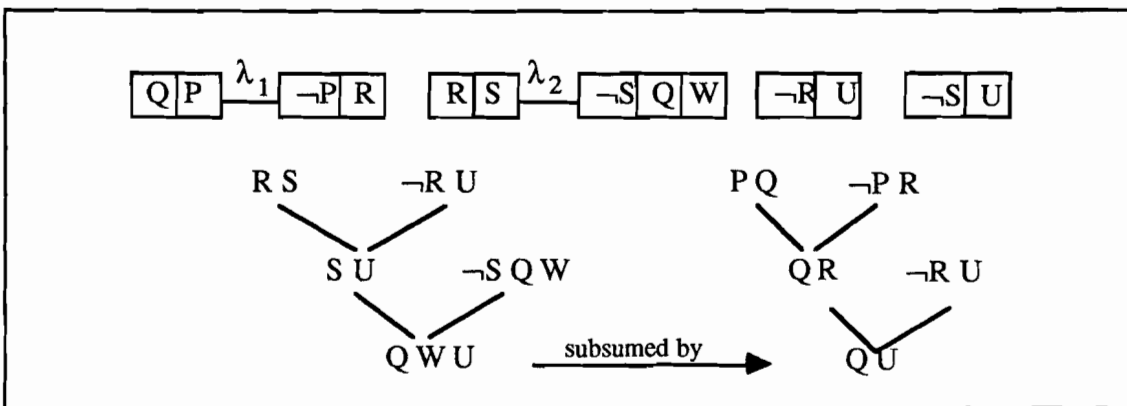 Q P λ1 ¬P R R S λ2 ¬S Q W ¬R U ¬S U
R S ¬R U P Q ¬P R
S U ¬S Q W Q R ¬R U
Q W U subsumed by Q U